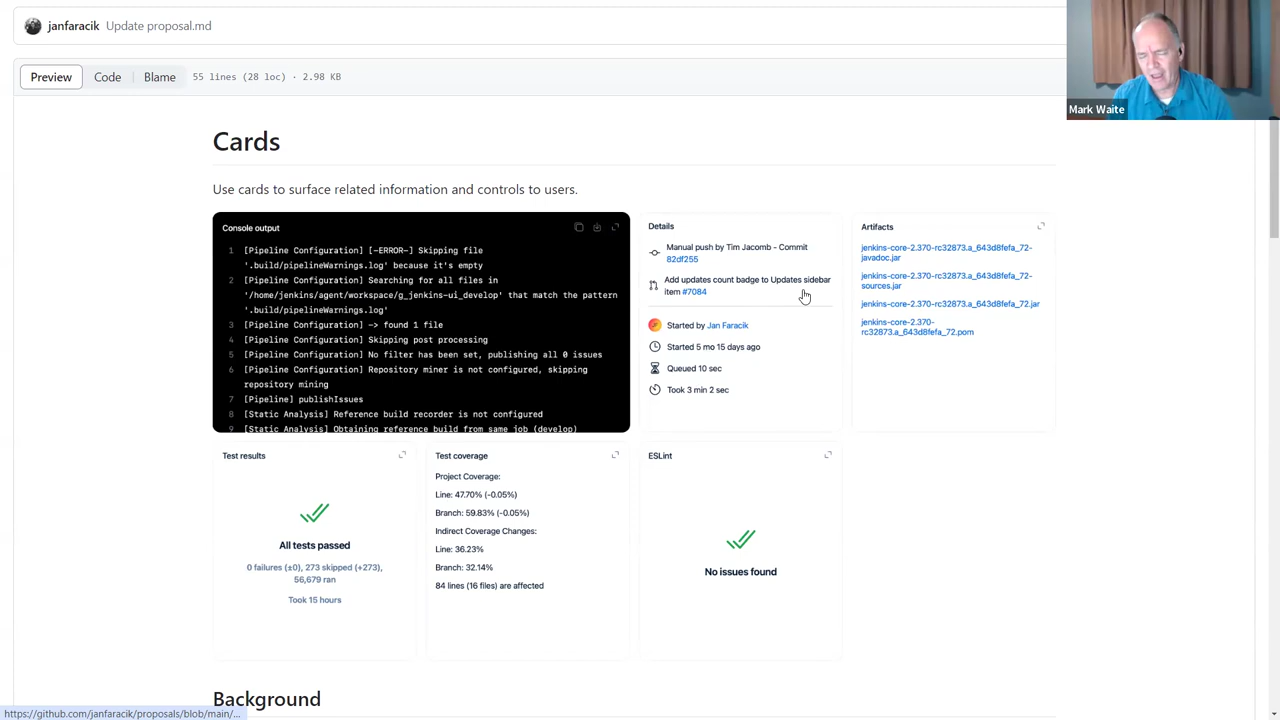 janfaracik Update proposal.md
Mark Waite
Preview Code Blame 55 lines (28 loc) · 2.98 KB
Cards
Use cards to surface related information and controls to users.
Console output
1 [Pipeline Configuration] [-ERROR-] Skipping file
'.build/pipelineWarnings.log' because it's empty
2 [Pipeline Configuration] Searching for all files in
'/home/jenkins/agent/workspace/g_jenkins-ui_develop' that match the pattern
'.build/pipelineWarnings.log'
3 [Pipeline Configuration] -> found 1 file
4 [Pipeline Configuration] Skipping post processing
5 [Pipeline Configuration] No filter has been set, publishing all 0 issues
6 [Pipeline Configuration] Repository miner is not configured, skipping
repository mining
7 [Pipeline] publishIssues
8 [Static Analysis] Reference build recorder is not configured
9 [Static Analysis] Obtaining reference build from same job (develop)
Details
Manual push by Tim Jacomb - Commit
82df255
Add updates count badge to Updates sidebar
item #7084
Started by Jan Faracik
Started 5 mo 15 days ago
Queued 10 sec
Took 3 min 2 sec
Artifacts
jenkins-core-2.370-rc32873.a_643d8fefa_72-
javadoc.jar
jenkins-core-2.370-rc32873.a_643d8fefa_72-
sources.jar
jenkins-core-2.370-rc32873.a_643d8fefa_72.jar
jenkins-core-2.370-
rc32873.a_643d8fefa_72.pom
Test results
All tests passed
0 failures (±0), 273 skipped (+273),
56,679 ran
Took 15 hours
Test coverage
Project Coverage:
Line: 47.70% (-0.05%)
Branch: 59.83% (-0.05%)
Indirect Coverage Changes:
Line: 36.23%
Branch: 32.14%
84 lines (16 files) are affected
ESLint
No issues found
Background
https://github.com/janfaracik/proposals/blob/main/...